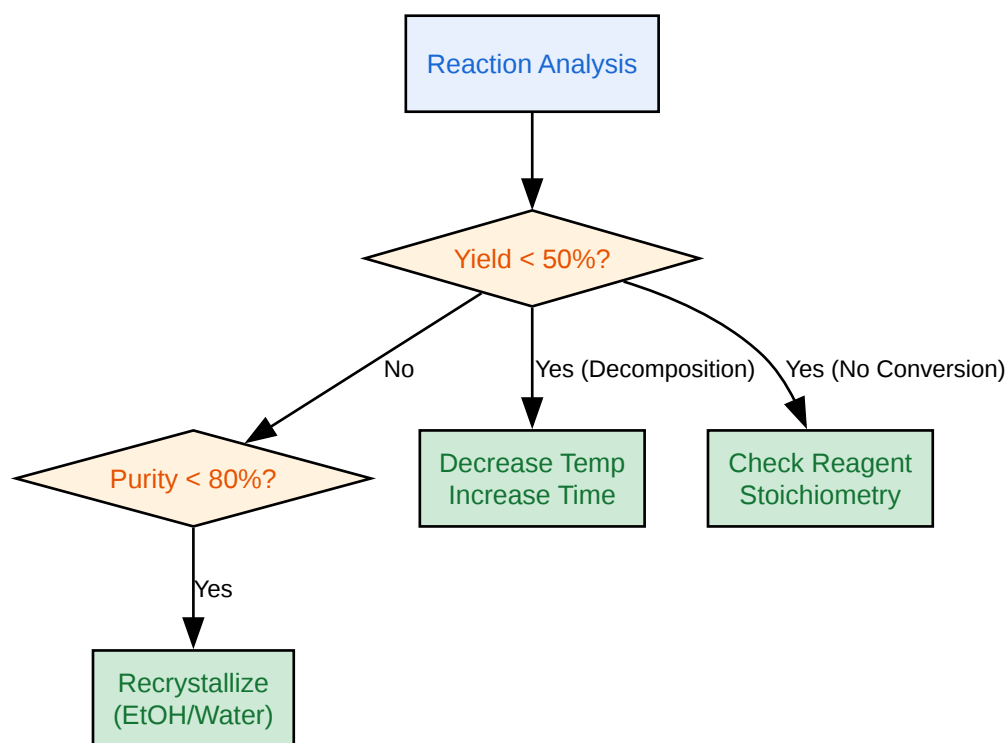 Reaction Analysis
Yield < 50%?
No
Yes (Decomposition)
Yes (No Conversion)
Purity < 80%?
Decrease Temp
Increase Time
Check Reagent
Stoichiometry
Yes
Recrystallize
(EtOH/Water)